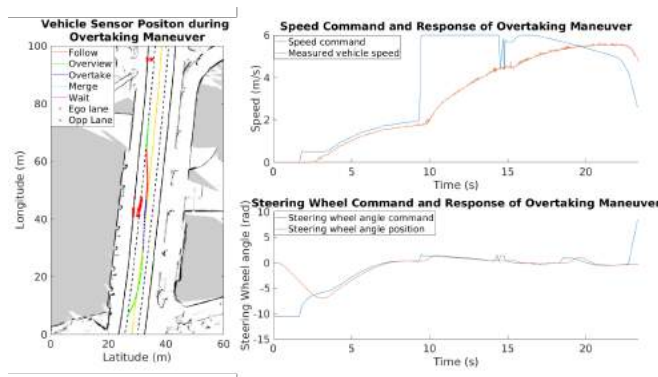 Vehicle Sensor Positon during
Overtaking Maneuver
100
80
60
40
20
0
0
20
40
60
Longitude (m)
Latitude (m)
Follow
Overview
Overtake
Merge
Wait
Ego lane
Opp Lane
Speed Command and Response of Overtaking Maneuver
Speed command
Measured vehicle speed
6
4
2
0
0
5
10
15
20
Speed (m/s)
Time (s)
Steering Wheel Command and Response of Overtaking Maneuver
Steering wheel angle command
Steering wheel angle position
10
5
0
-5
-10
-15
0
5
10
15
20
Steering Wheel angle (rad)
Time (s)